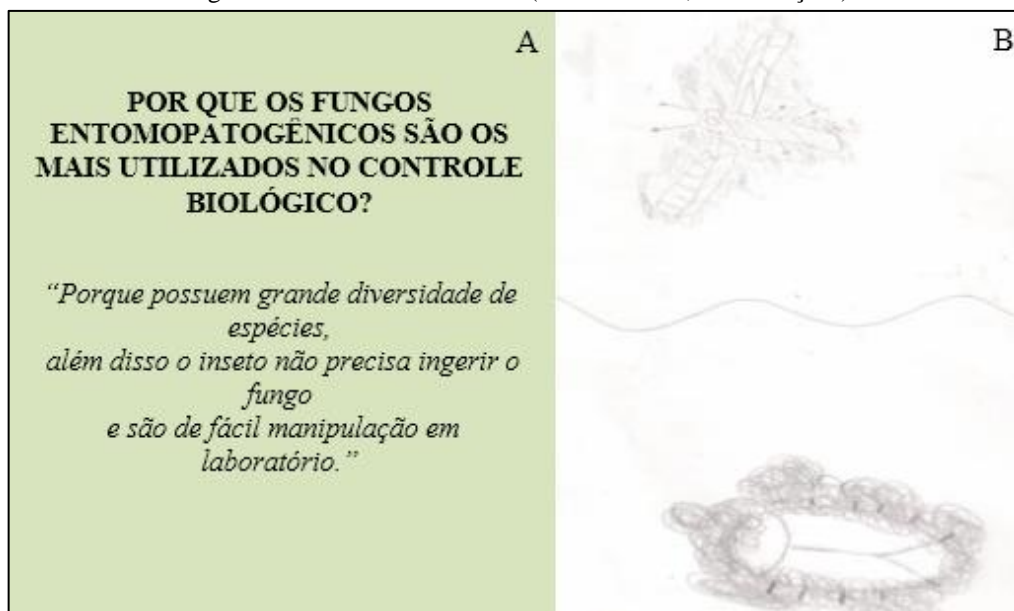 A
POR QUE OS FUNGOS
ENTOMOPATOGÊNICOS SÃO OS
MAIS UTILIZADOS NO CONTROLE
BIOLÓGICO?
“Porque possuem grande diversidade de
espécies,
além disso o inseto não precisa ingerir o
fungo
e são de fácil manipulação em
laboratório.”
B